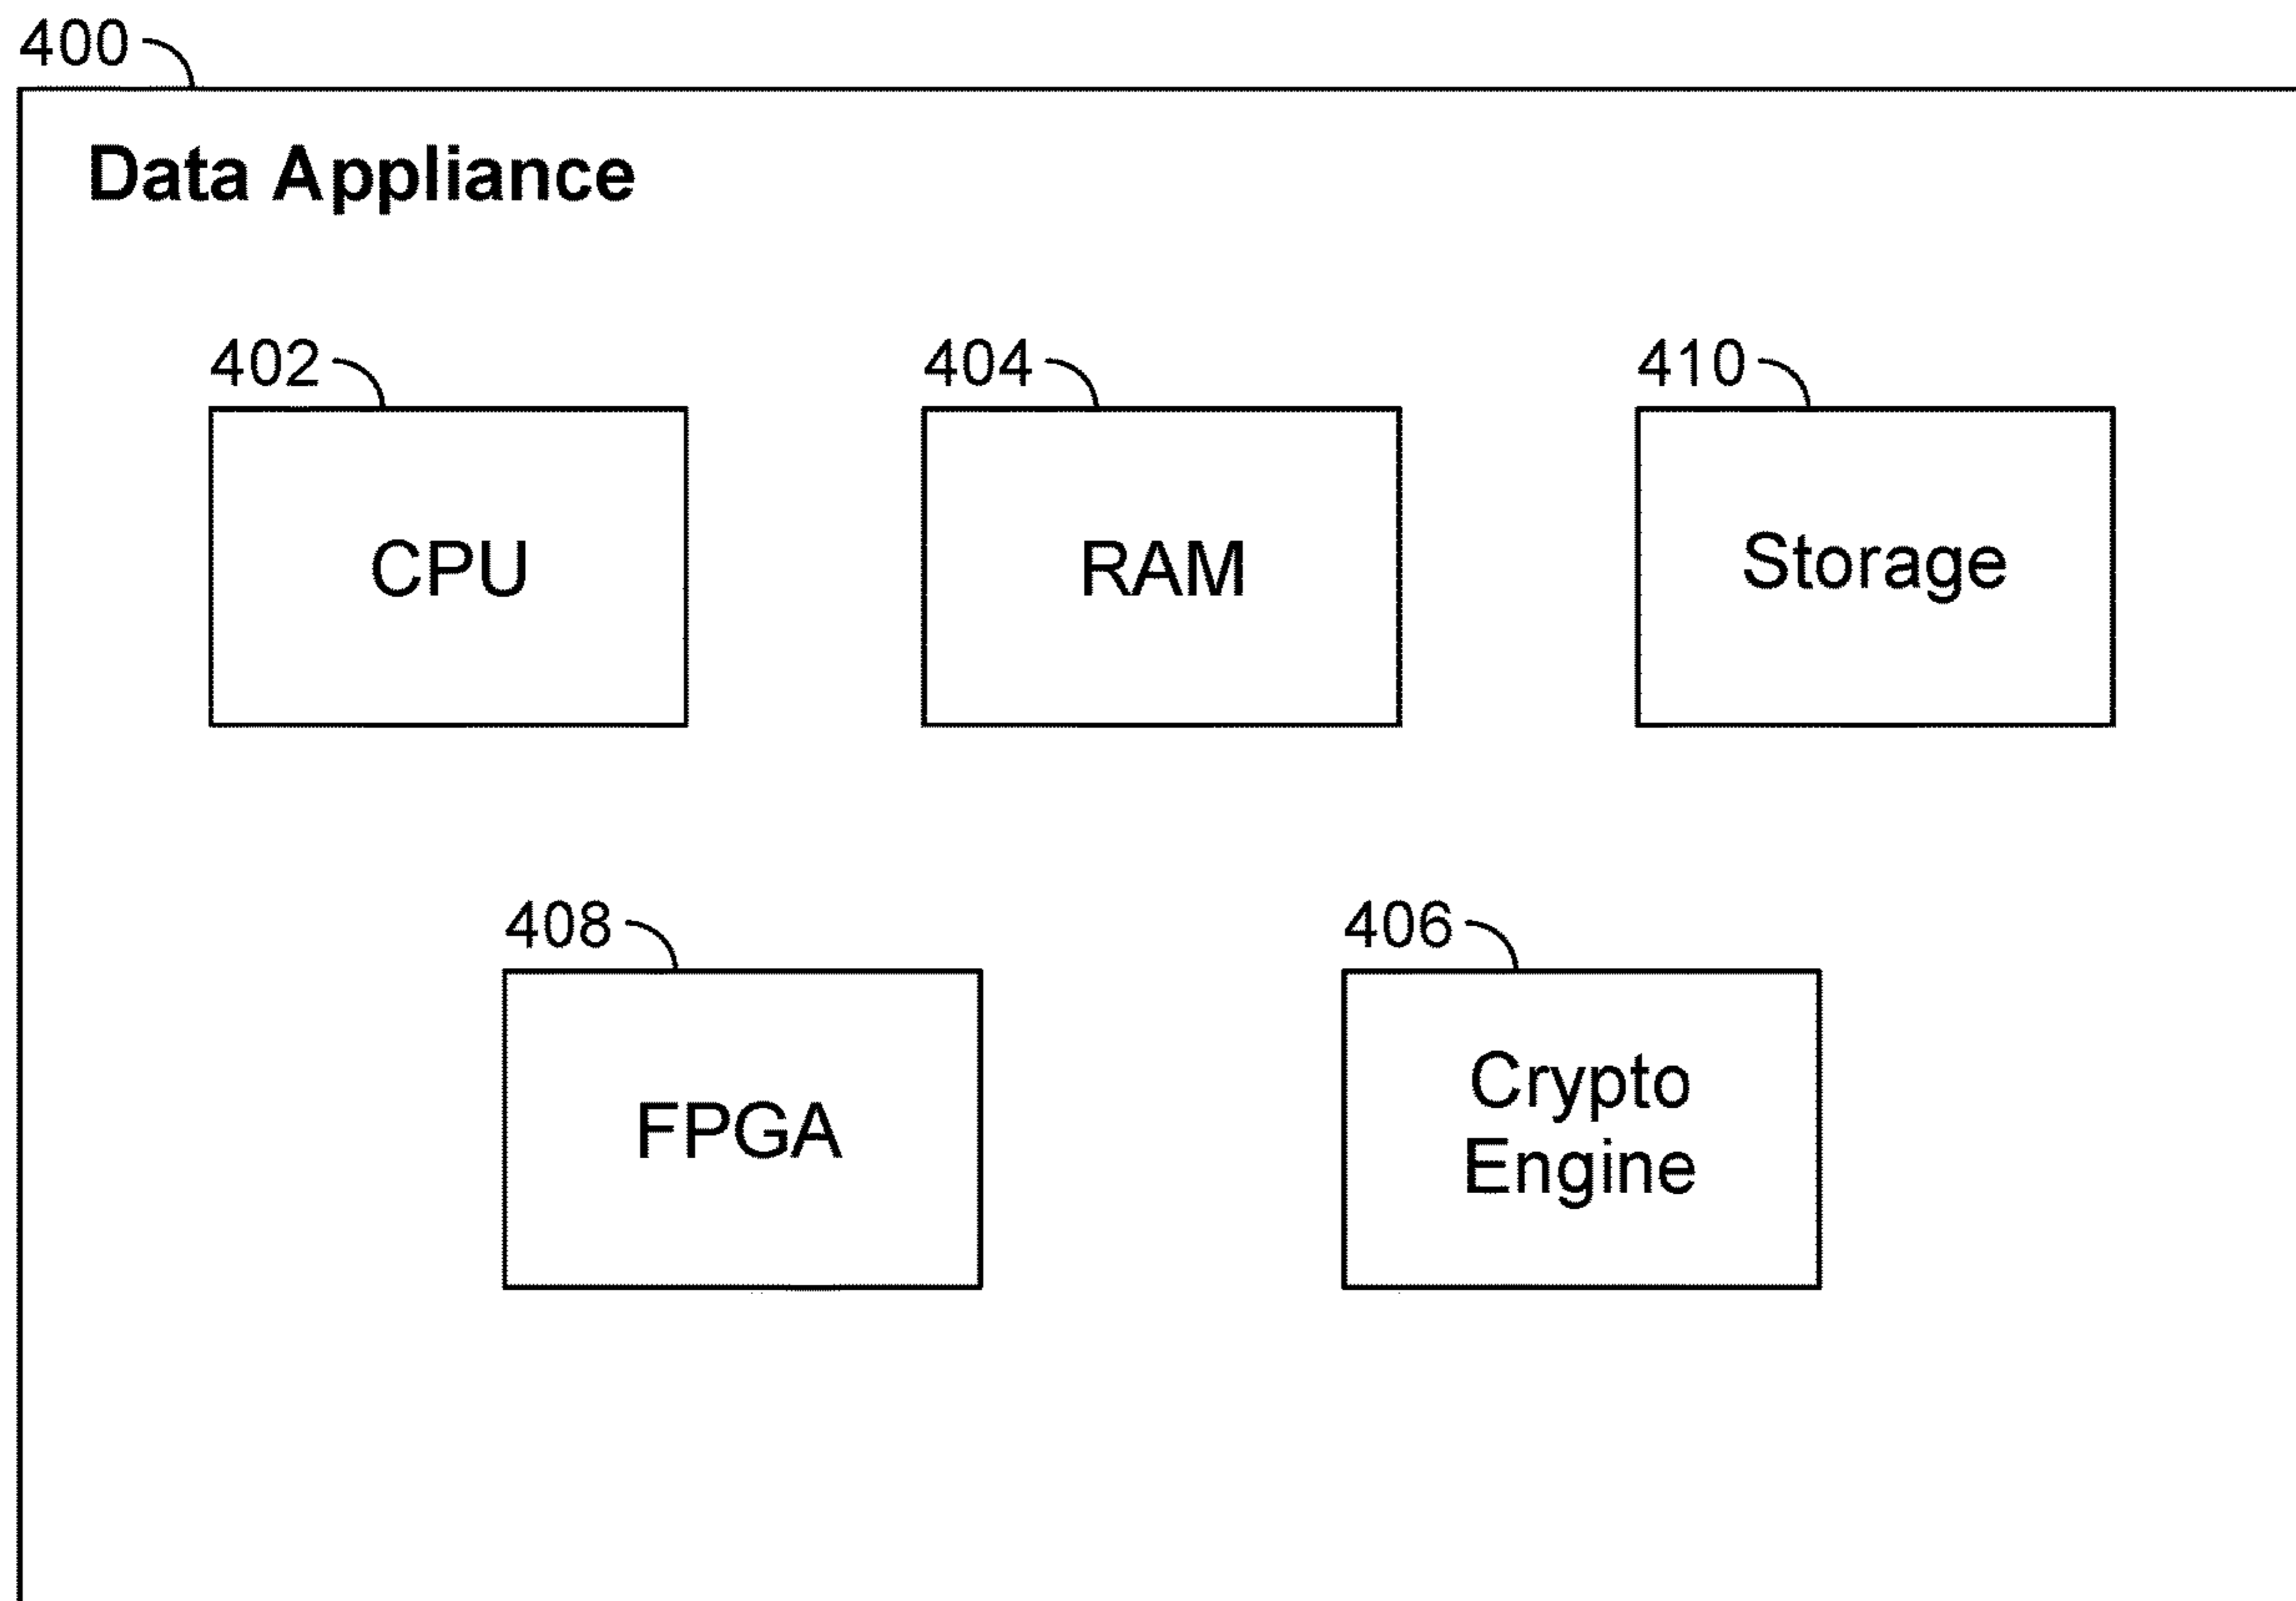 400
Data Appliance
402
404
410
CPU
RAM
Storage
408
406
FPGA
Crypto
Engine